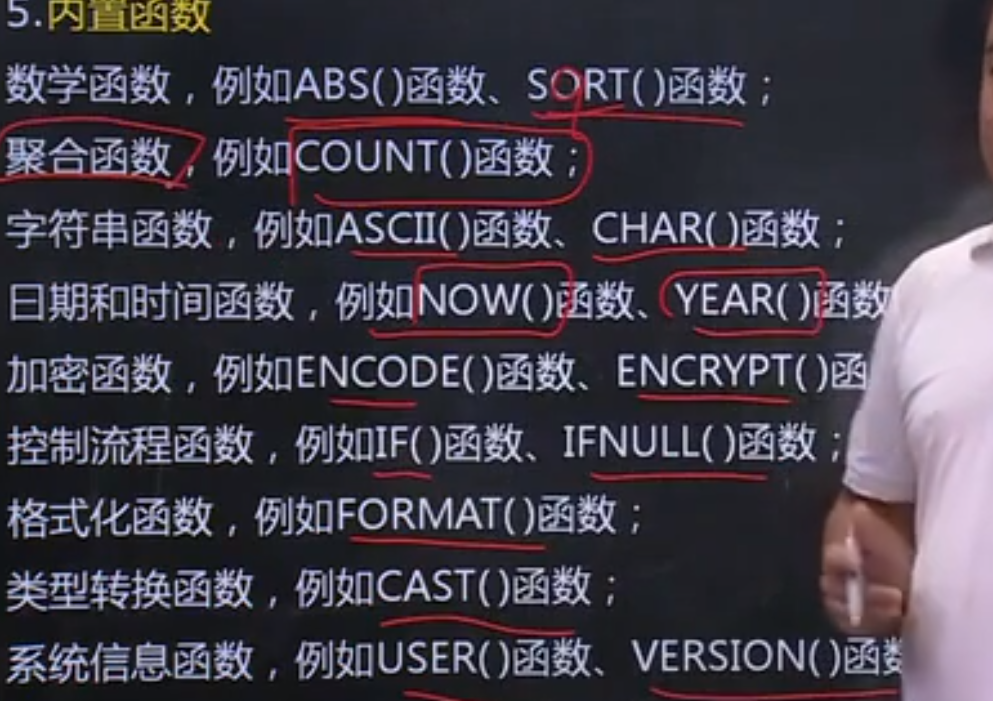 5.内置函数
数学函数，例如ABS()函数、SORT()函数；
聚合函数，例如COUNT()函数；
字符串函数，例如ASCII()函数、CHAR()函数；
日期和时间函数，例如NOW()函数、YEAR()函数
加密函数，例如ENCODE()函数、ENCRYPT()函
控制流程函数，例如IF()函数、IFNULL()函数；
格式化函数，例如FORMAT()函数；
类型转换函数，例如CAST()函数；
系统信息函数，例如USER()函数、VERSION()函数